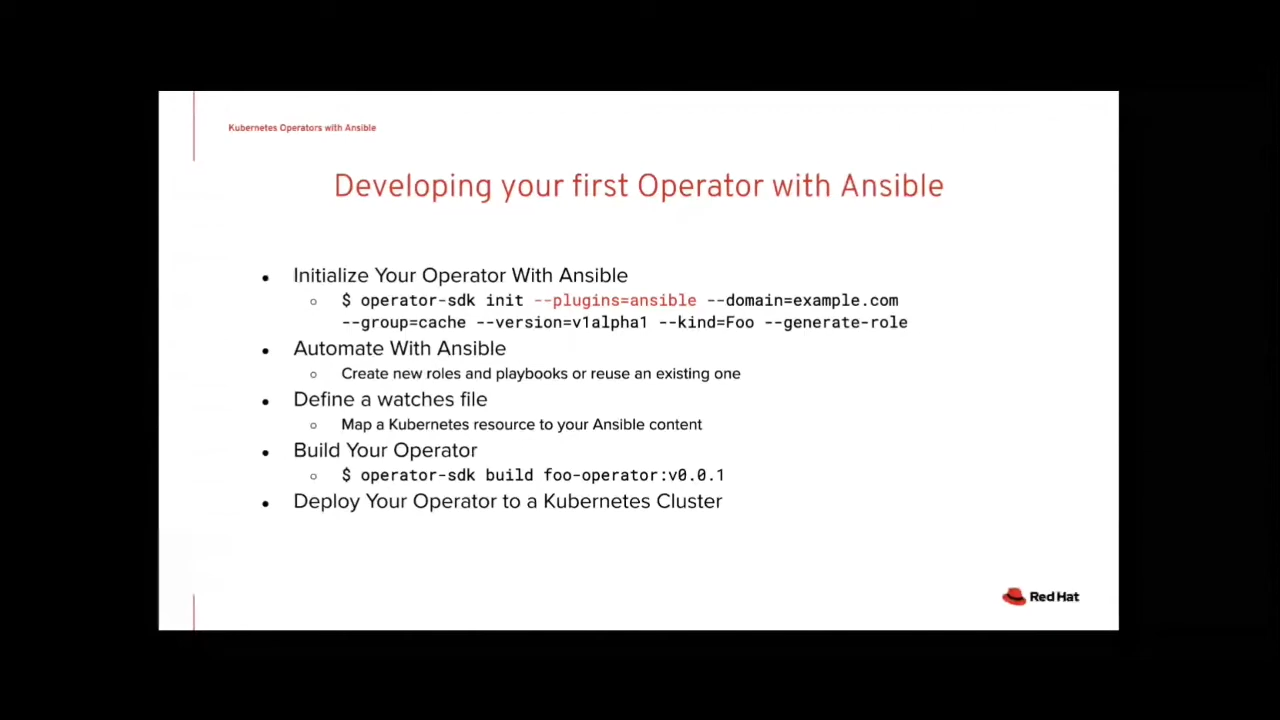 Kubernetes Operators with Ansible
Developing your first Operator with Ansible
● Initialize Your Operator With Ansible
○ $ operator-sdk init --plugins=ansible --domain=example.com
--group=cache --version=v1alpha1 --kind=Foo --generate-role
● Automate With Ansible
○ Create new roles and playbooks or reuse an existing one
● Define a watches file
○ Map a Kubernetes resource to your Ansible content
● Build Your Operator
○ $ operator-sdk build foo-operator:v0.0.1
● Deploy Your Operator to a Kubernetes Cluster
Red Hat